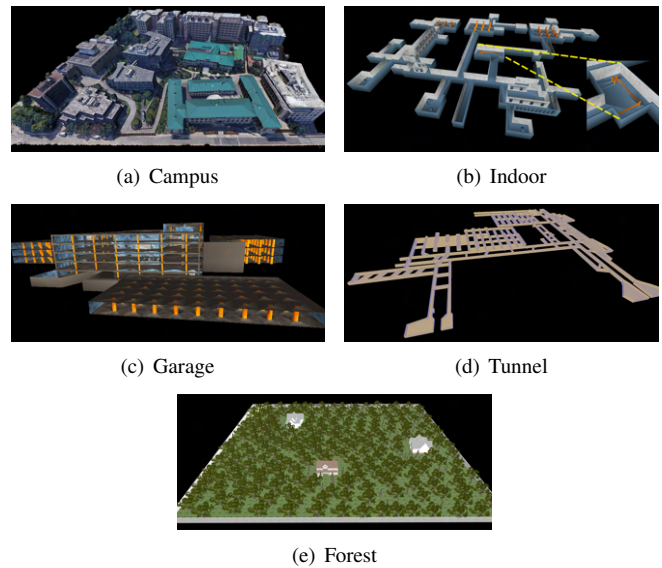 (a) Campus
(b) Indoor
(c) Garage
(d) Tunnel
(e) Forest